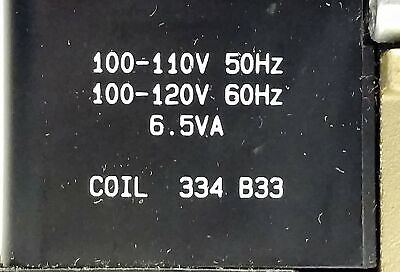 100-110V 50Hz
100-120V 60Hz
6.5VA
COIL 334 B33